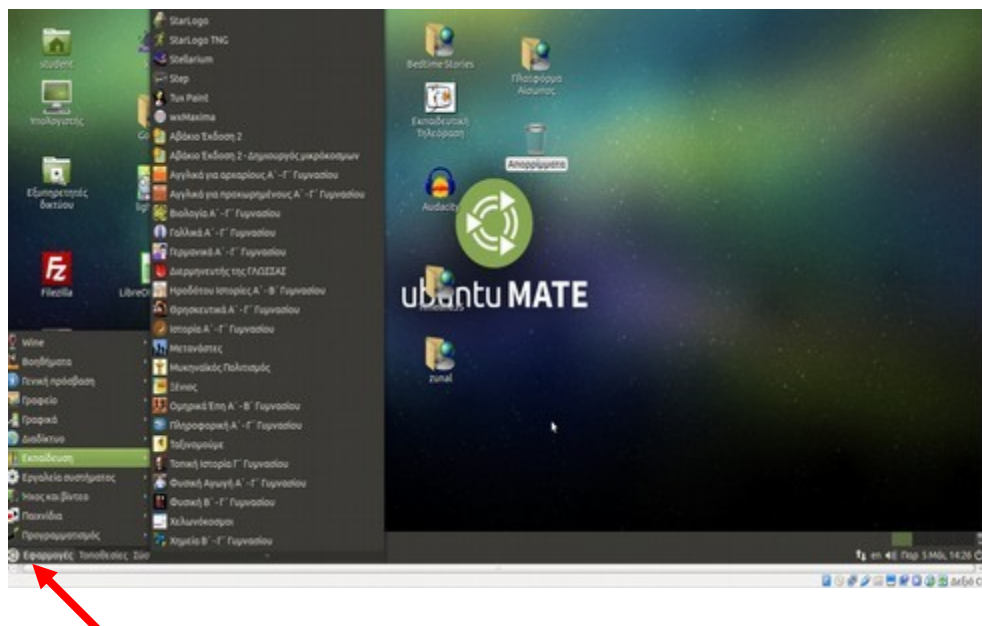 student
Υπολογιστής
Εξυπηρετητές
δικτύου
Fz
Filezilla
LibreO
Wine
Βοηθήματα
Γενική πρόσβαση
Γραφείο
Γραφικά
Διαδίκτυο
Εκπαίδευση
Εργαλεία συστήματος
Ήχος και βίντεο
Παιχνίδια
Προγραμματισμός
Εφαρμογές Τοποθεσίες Σύσ
StarLogo
StarLogo TNG
Stellarium
Step
Tux Paint
wxMaxima
Αβάκιο Έκδοση 2
Αβάκιο Έκδοση 2 - Δημιουργός μικρόκοσμων
Αγγλικά για αρχαρίους Α΄-Γ΄ Γυμνασίου
Αγγλικά για προχωρημένους Α΄-Γ΄ Γυμνασίου
Βιολογία Α΄-Γ΄ Γυμνασίου
Γαλλικά Α΄-Γ΄ Γυμνασίου
Γερμανικά Α΄-Γ΄ Γυμνασίου
Διερμηνευτής της ΓΛΩΣΣΑΣ
Ηροδότου Ιστορίες Α΄-Β΄ Γυμνασίου
Θρησκευτικά Α΄-Γ΄ Γυμνασίου
Ιστορία Α΄-Γ΄ Γυμνασίου
Μετανάστες
Μυκηναϊκός Πολιτισμός
Ξένιος
Ομηρικά Έπη Α΄-Β΄ Γυμνασίου
Πληροφορική Α΄-Γ΄ Γυμνασίου
Ταξινομούμε
Τοπική Ιστορία Γ΄ Γυμνασίου
Φυσική Αγωγή Α΄-Γ΄ Γυμνασίου
Φυσική Β΄-Γ΄ Γυμνασίου
Χελωνόκοσμοι
Χημεία Β΄-Γ΄ Γυμνασίου
Bedtime Stories
Πλατφόρμα
Αίσωπος
Εκπαιδευτική
Τηλεόραση
Απορρίμματα
Audacity
ubuntu MATE
zunal
en Παρ 5 Μάι, 14:26
Δεξιό C